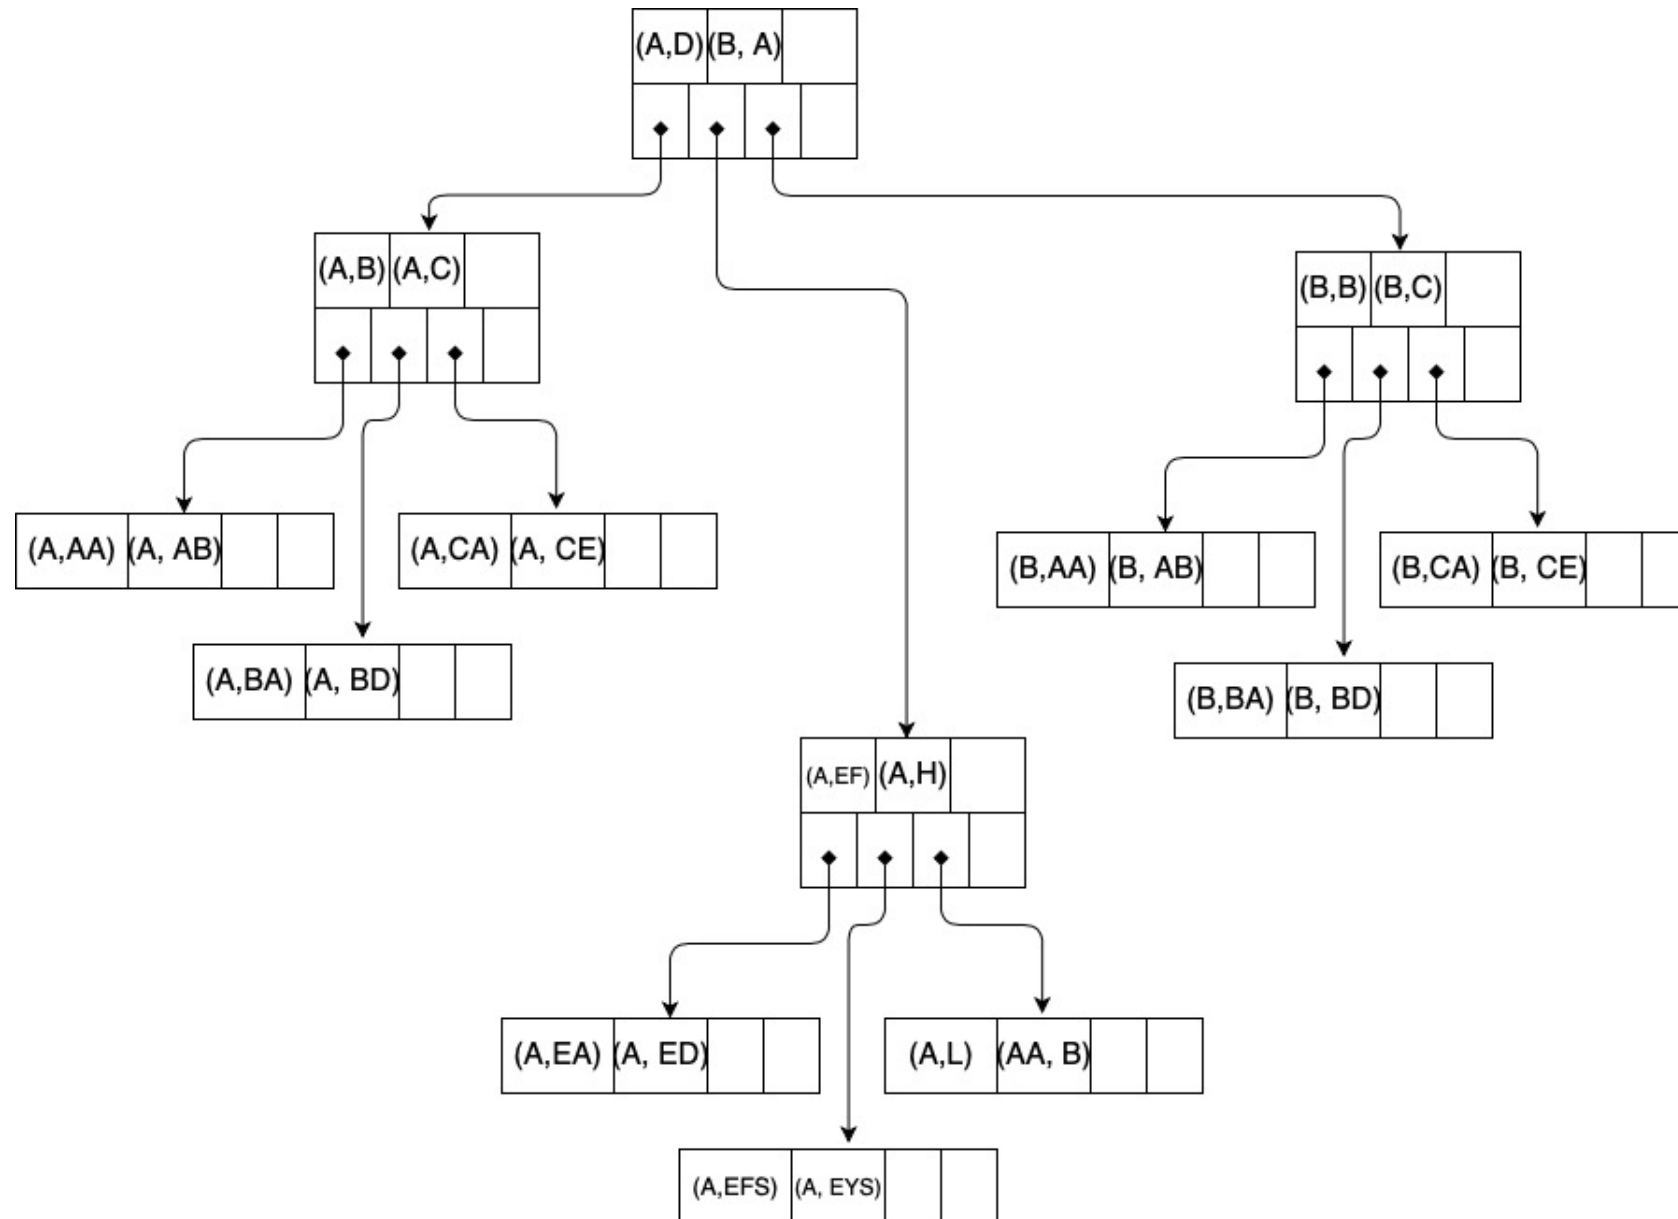 (A,D) (B, A)
(A,B) (A,C)
(B,B) (B,C)
(A,AA) (A, AB)
(A,CA) (A, CE)
(B,AA) (B, AB)
(B,CA) (B, CE)
(A,BA) (A, BD)
(B,BA) (B, BD)
(A,EF) (A,H)
(A,EA) (A, ED)
(A,L) (AA, B)
(A,EFS) (A, EYS)